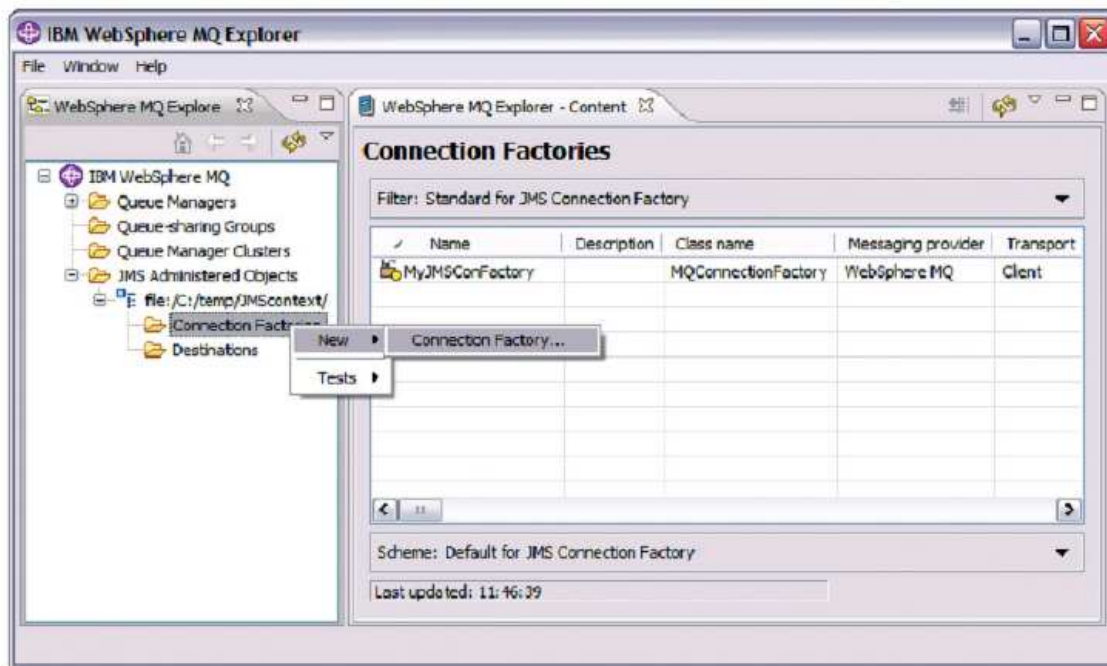 IBM WebSphere MQ Explorer
File Window Help
WebSphere MQ Explore
WebSphere MQ Explorer - Content
IBM WebSphere MQ
Queue Managers
Queue-sharing Groups
Queue Manager Clusters
JMS Administered Objects
file:/C:/temp/JMScontext/
Connection Factories
Destinations
New
Connection Factory...
Tests
Connection Factories
Filter: Standard for JMS Connection Factory
Name Description Class name Messaging provider Transport
MyJMSConFactory MQConnectionFactory WebSphere MQ Client
Scheme: Default for JMS Connection Factory
Last updated: 11:46:39